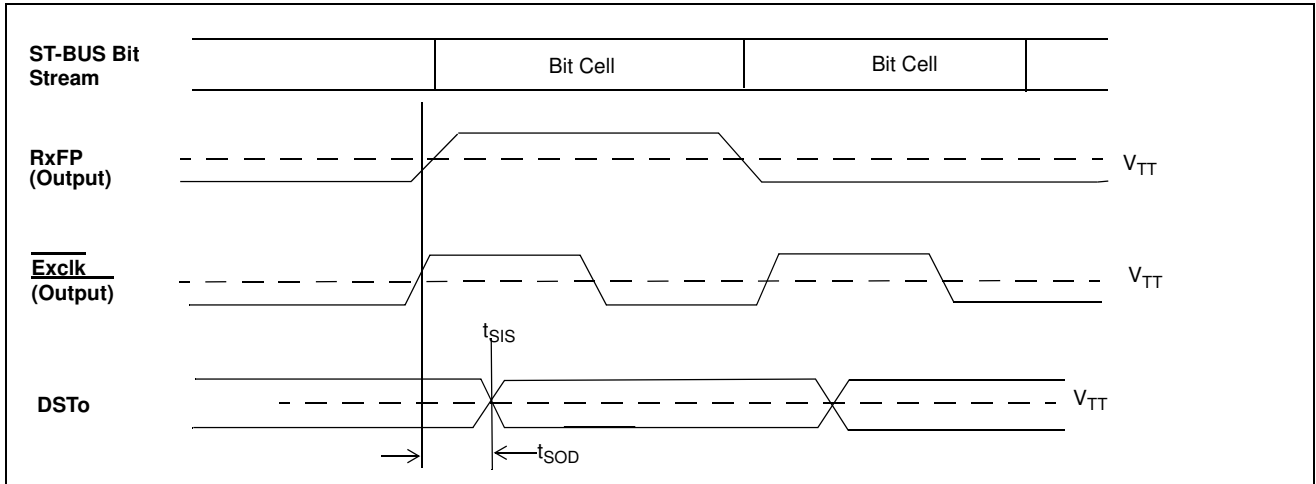 ST-BUS Bit
Stream
Bit Cell
Bit Cell
RxFP
(Output)
VTT
Exclk
(Output)
VTT
tSIS
DSTo
VTT
tSOD